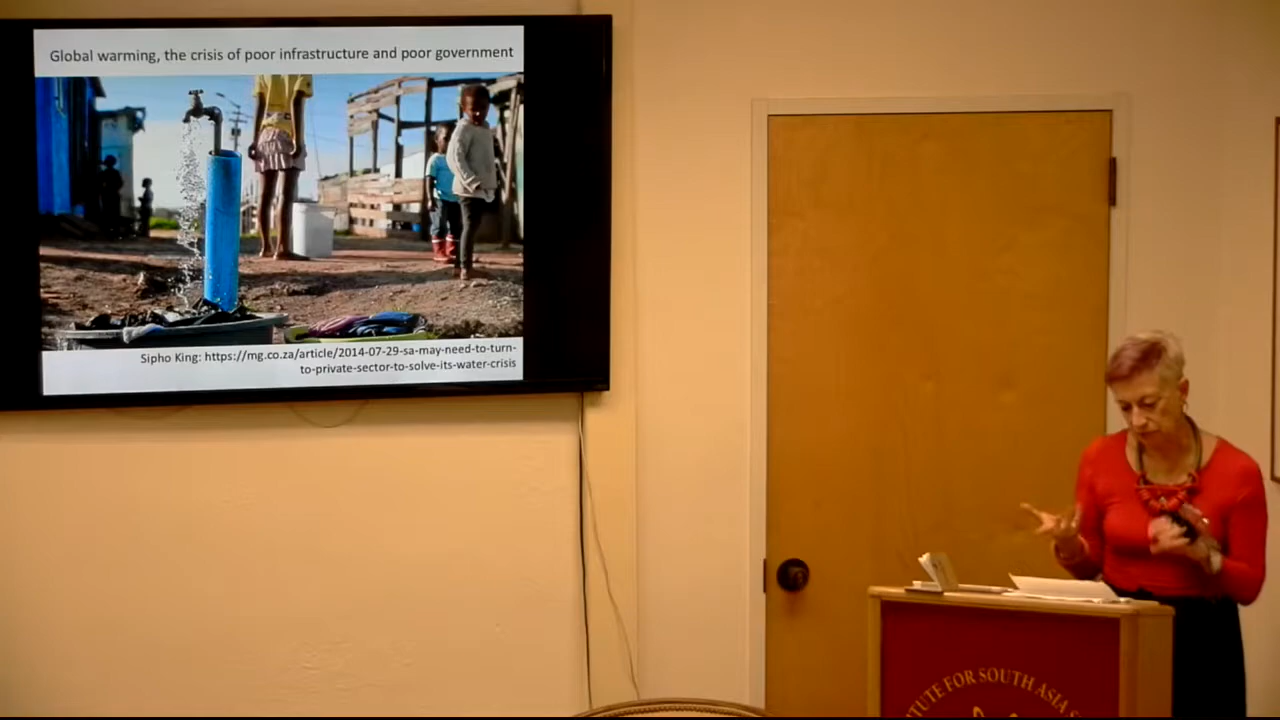 Global warming, the crisis of poor infrastructure and poor government
Sipho King: https://mg.co.za/article/2014-07-29-sa-may-need-to-turn-
to-private-sector-to-solve-its-water-crisis
FOR SOUTH ASIA